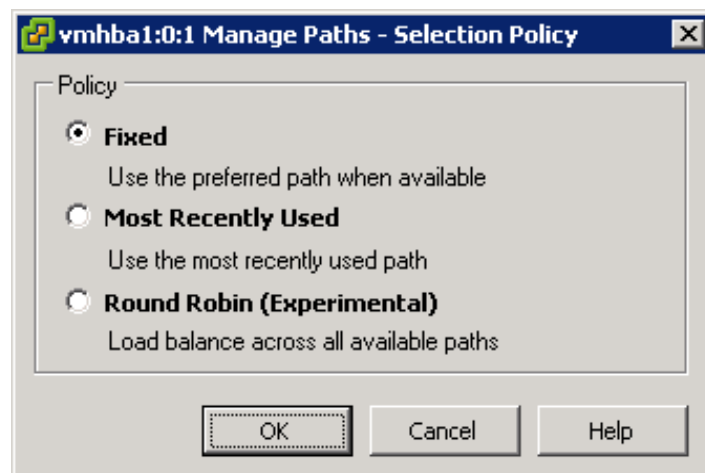 vmhba1:0:1 Manage Paths - Selection Policy
Policy
Fixed
Use the preferred path when available
Most Recently Used
Use the most recently used path
Round Robin (Experimental)
Load balance across all available paths
OK Cancel Help